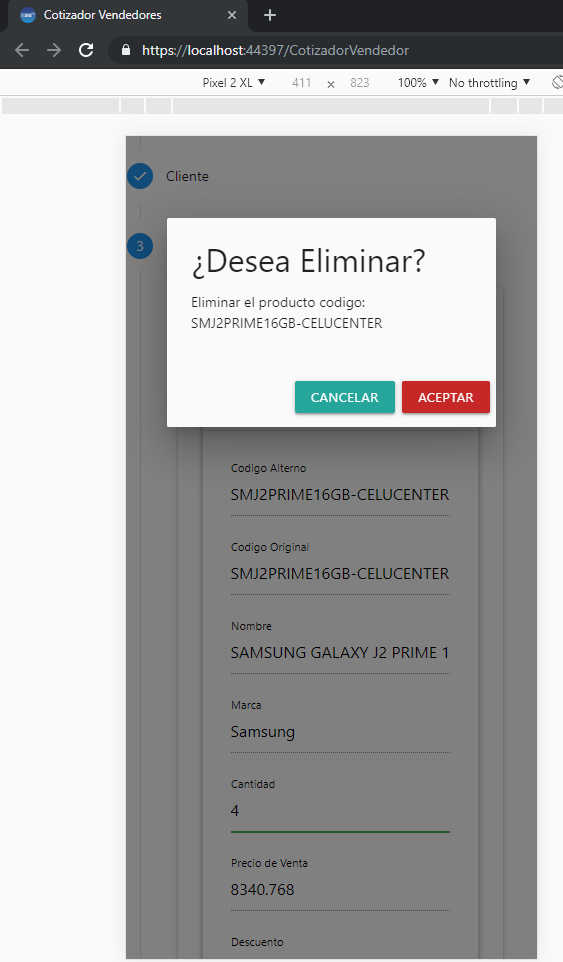 Cotizador Vendedores
https://localhost:44397/CotizadorVendedor
Pixel 2 XL ▼ 411 × 823 100% ▼ No throttling ▼
Cliente
3
¿Desea Eliminar?
Eliminar el producto codigo:
SMJ2PRIME16GB-CELUCENTER
CANCELAR ACEPTAR
Codigo Alterno
SMJ2PRIME16GB-CELUCENTER
Codigo Original
SMJ2PRIME16GB-CELUCENTER
Nombre
SAMSUNG GALAXY J2 PRIME 1
Marca
Samsung
Cantidad
4
Precio de Venta
8340.768
Descuento